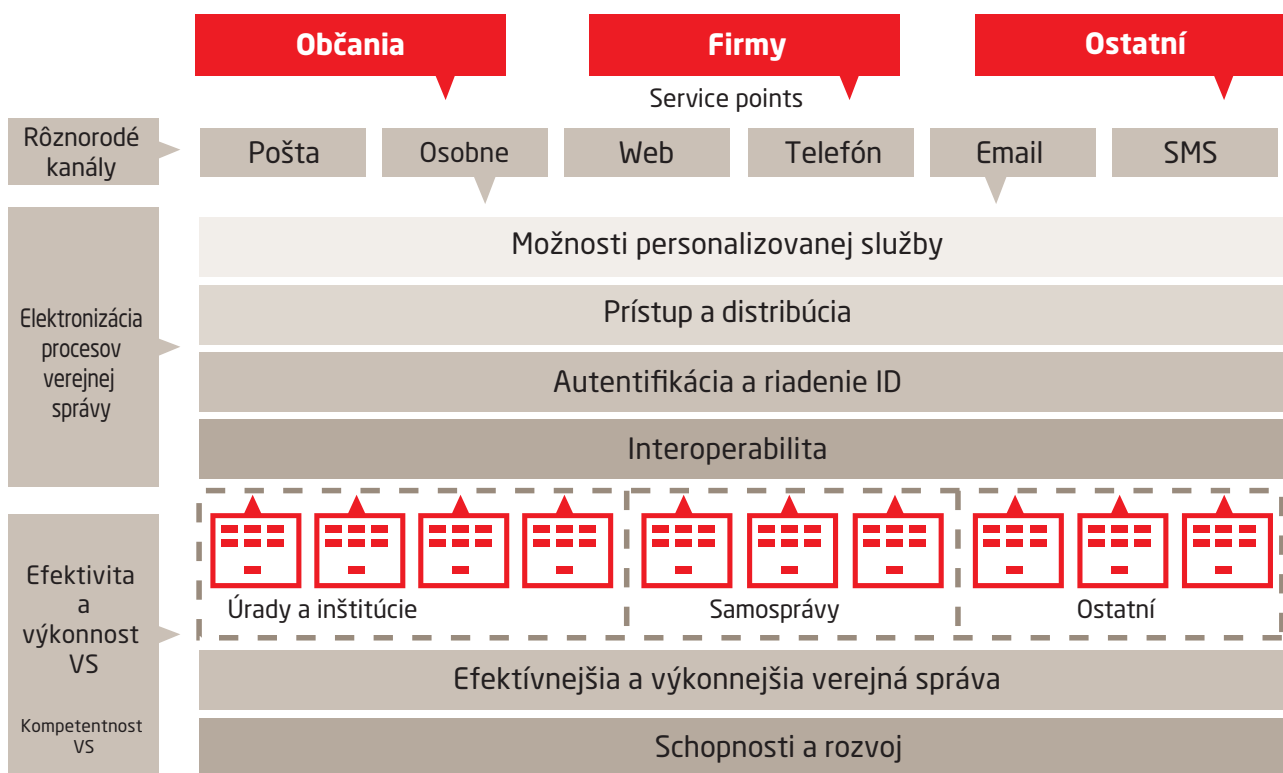 Občania
Firmy
Ostatní
Service points
Rôznorodé
kanály
Pošta
Osobne
Web
Telefón
Email
SMS
Elektronizácia
procesov
verejnej
správy
Možnosti personalizovanej služby
Prístup a distribúcia
Autentifikácia a riadenie ID
Interoperabilita
Efektivita
a
výkonnost
VS
Kompetentnost
VS
Úrady a inštitúcie
Samosprávy
Ostatní
Efektívnejšia a výkonnejšia verejná správa
Schopnosti a rozvoj